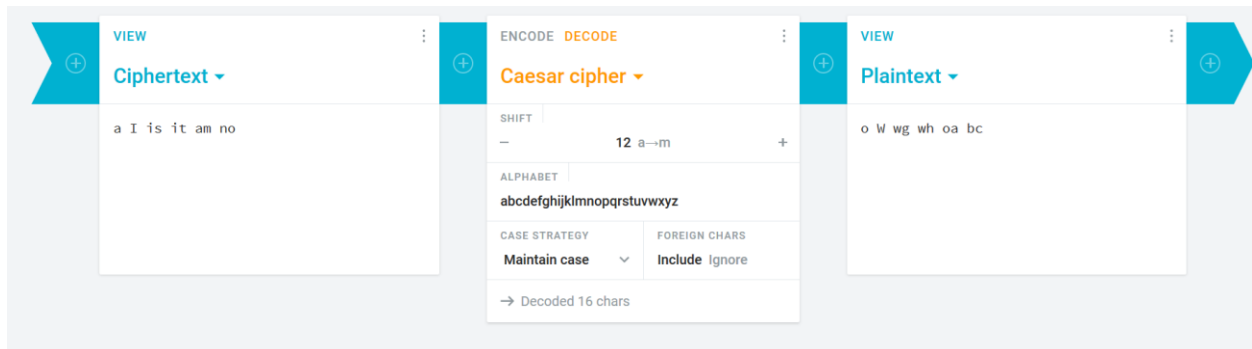 VIEW
Ciphertext
a I is it am no
ENCODE DECODE
Caesar cipher
SHIFT
− 12 a→m +
ALPHABET
abcdefghijklmnopqrstuvwxyz
CASE STRATEGY FOREIGN CHARS
Maintain case Include Ignore
→ Decoded 16 chars
VIEW
Plaintext
o W wg wh oa bc